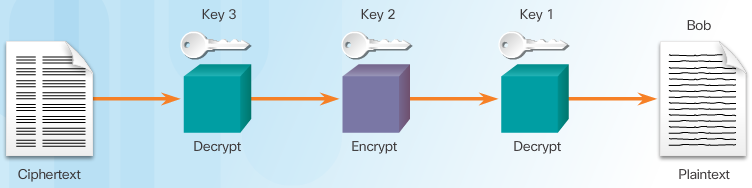 Key 3
Key 2
Key 1
Bob
Ciphertext
Decrypt
Encrypt
Decrypt
Plaintext